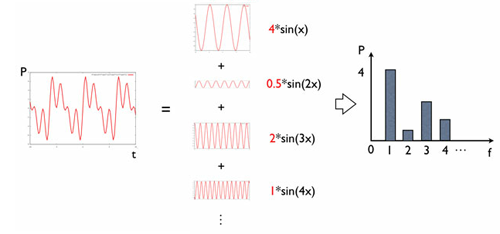 P
t
=
4*sin(x)
+
0.5*sin(2x)
+
2*sin(3x)
+
1*sin(4x)
⋮
P
4
0 1 2 3 4 ⋯
f